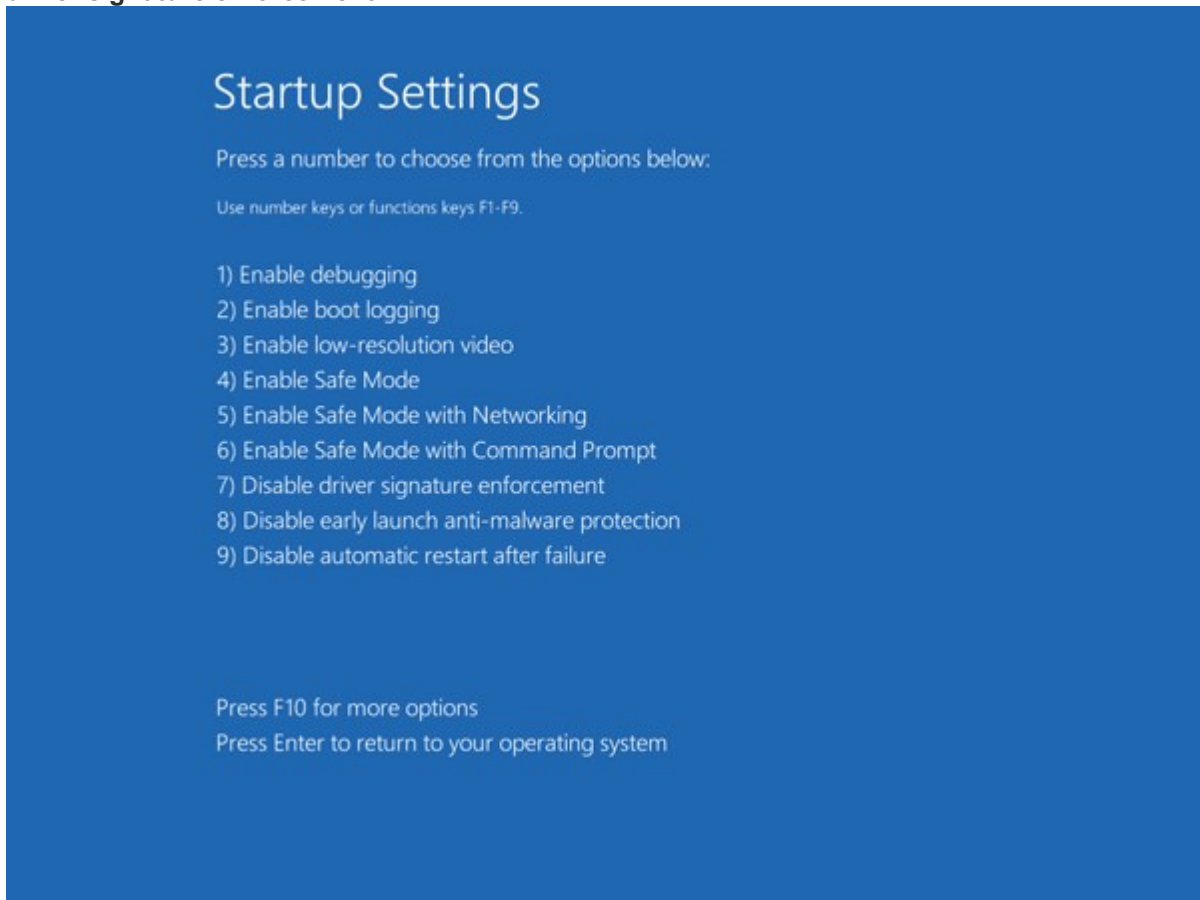 Startup Settings
Press a number to choose from the options below:
Use number keys or functions keys F1-F9.
1) Enable debugging
2) Enable boot logging
3) Enable low-resolution video
4) Enable Safe Mode
5) Enable Safe Mode with Networking
6) Enable Safe Mode with Command Prompt
7) Disable driver signature enforcement
8) Disable early launch anti-malware protection
9) Disable automatic restart after failure
Press F10 for more options
Press Enter to return to your operating system